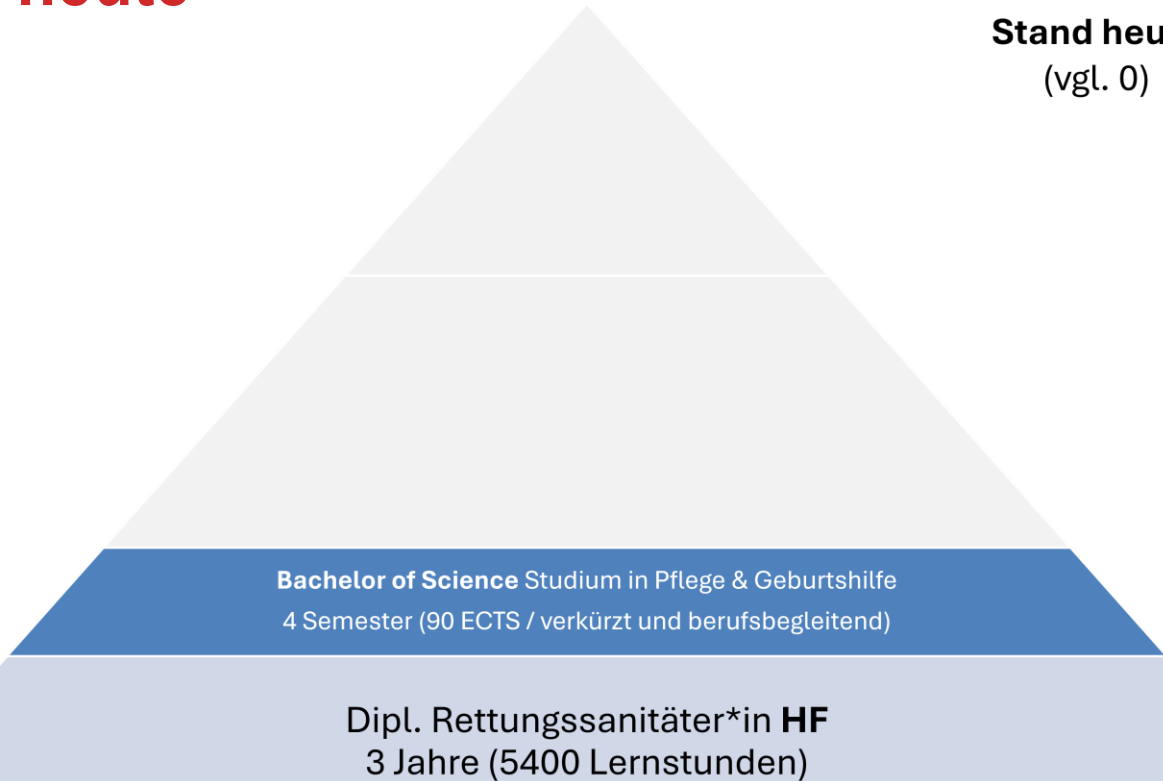 heute
Stand heu
(vgl. 0)
Bachelor of Science Studium in Pflege & Geburtshilfe
4 Semester (90 ECTS / verkürzt und berufsbegleitend)
Dipl. Rettungssanitäter*in HF
3 Jahre (5400 Lernstunden)